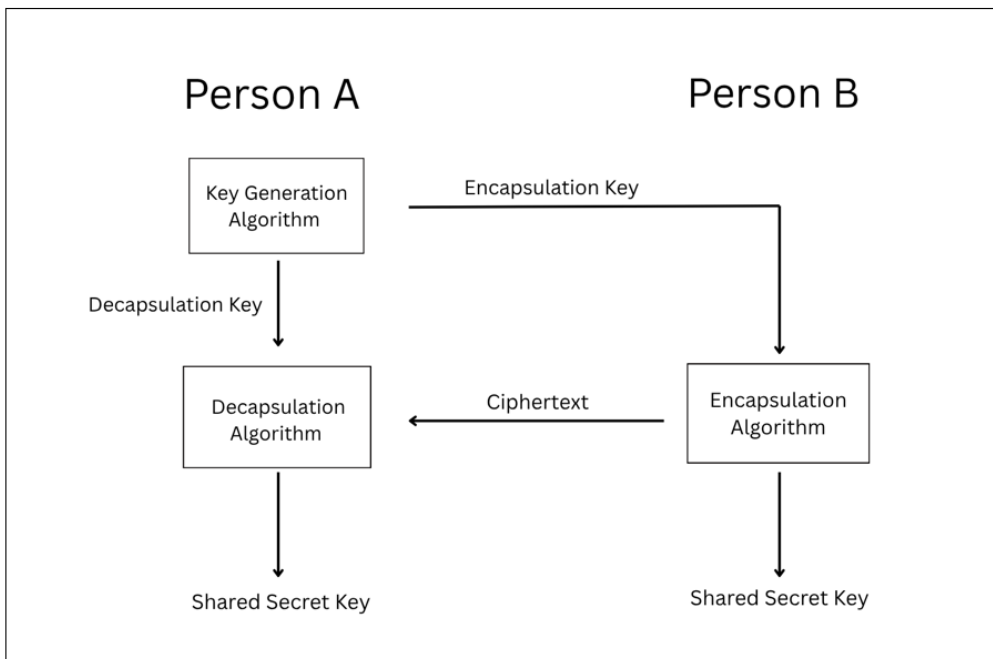 Person A
Person B
Key Generation
Algorithm
Encapsulation Key
Decapsulation Key
Decapsulation
Algorithm
Ciphertext
Encapsulation
Algorithm
Shared Secret Key
Shared Secret Key